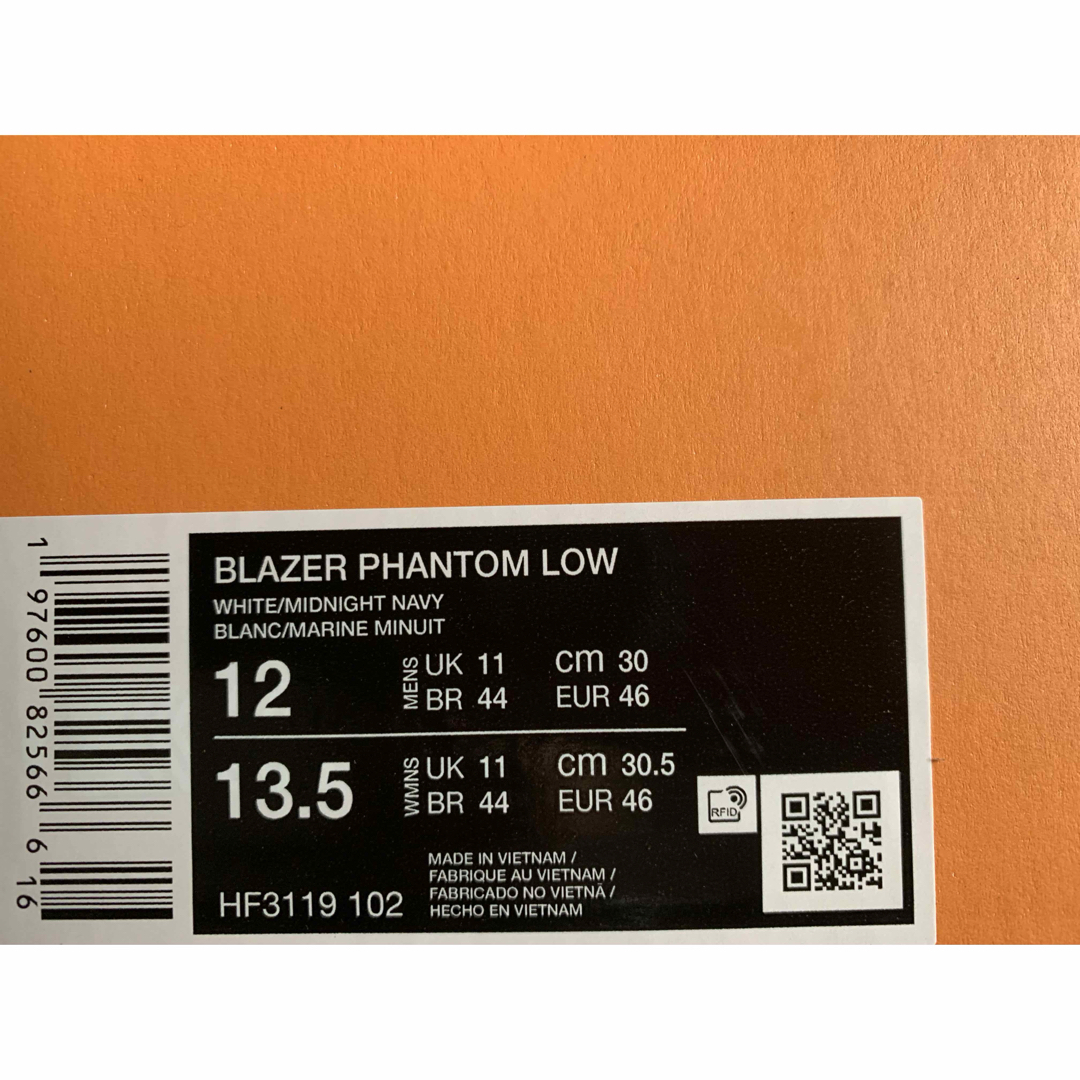 BLAZER PHANTOM LOW
WHITE/MIDNIGHT NAVY
BLANC/MARINE MINUIT
12 MENS UK 11 cm 30
BR 44 EUR 46
13.5 WMNS UK 11 cm 30.5
BR 44 EUR 46
RFID
MADE IN VIETNAM /
FABRIQUE AU VIETNAM /
FABRICADO NO VIETNÃ /
HECHO EN VIETNAM
HF3119 102
1 97600 82566 6 16